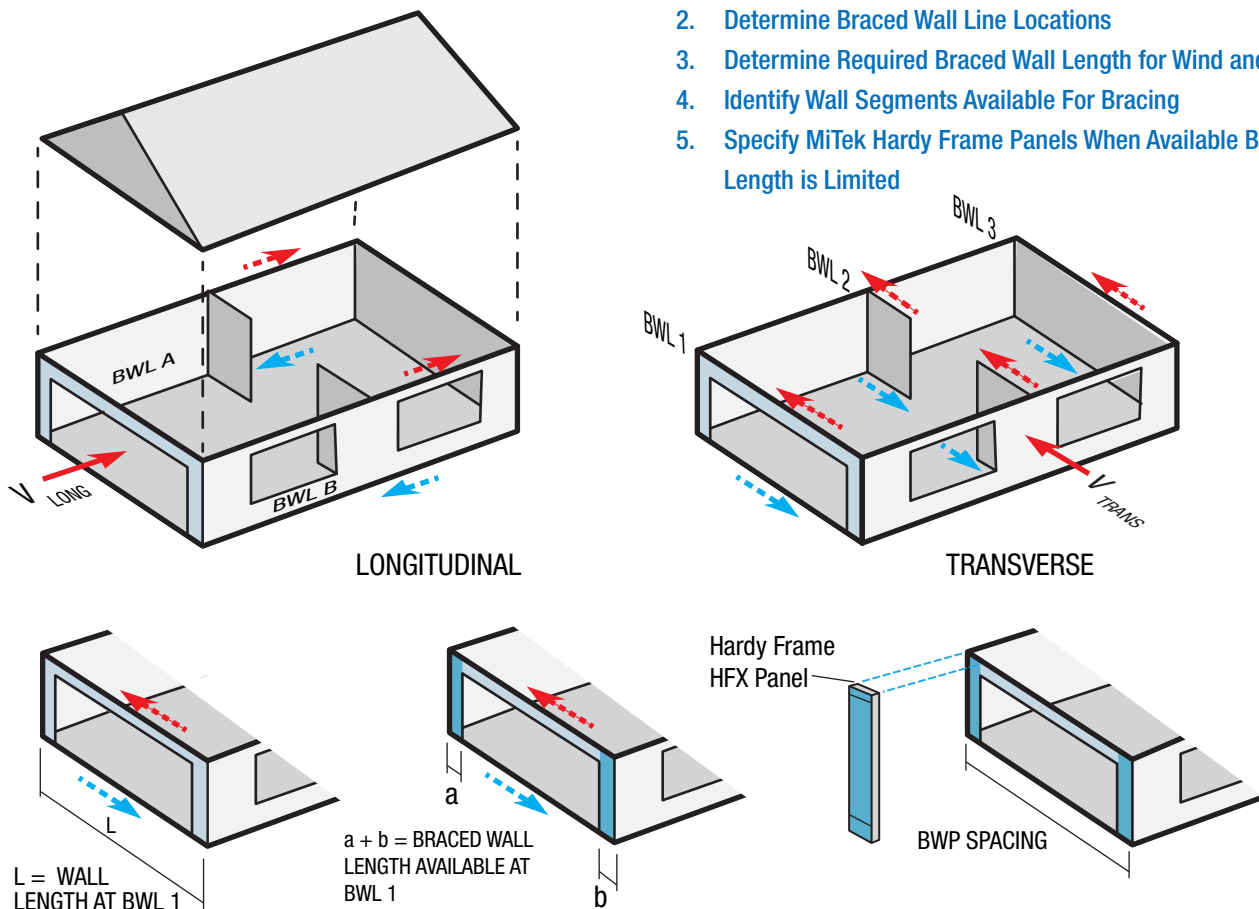 2. Determine Braced Wall Line Locations
3. Determine Required Braced Wall Length for Wind and
4. Identify Wall Segments Available For Bracing
5. Specify MiTek Hardy Frame Panels When Available B
Length is Limited
BWL A
BWL B
V LONG
LONGITUDINAL
BWL 1
BWL 2
BWL 3
V TRANS
TRANSVERSE
L
L = WALL
LENGTH AT BWL 1
a
a + b = BRACED WALL
LENGTH AVAILABLE AT
BWL 1
b
Hardy Frame
HFX Panel
BWP SPACING